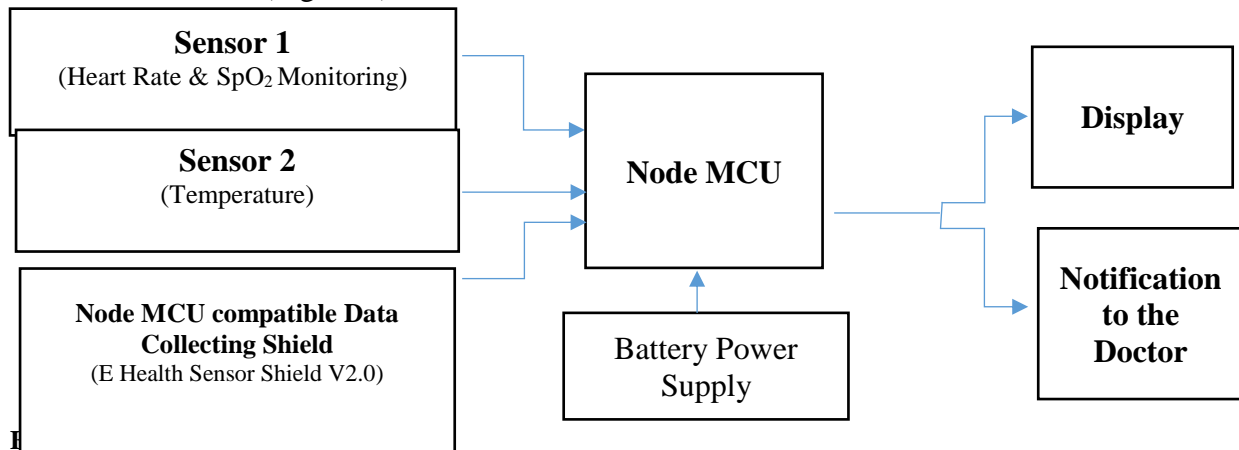 Sensor 1
(Heart Rate & SpO₂ Monitoring)
Sensor 2
(Temperature)
Node MCU compatible Data
Collecting Shield
(E Health Sensor Shield V2.0)
Node MCU
Battery Power
Supply
Display
Notification
to the
Doctor